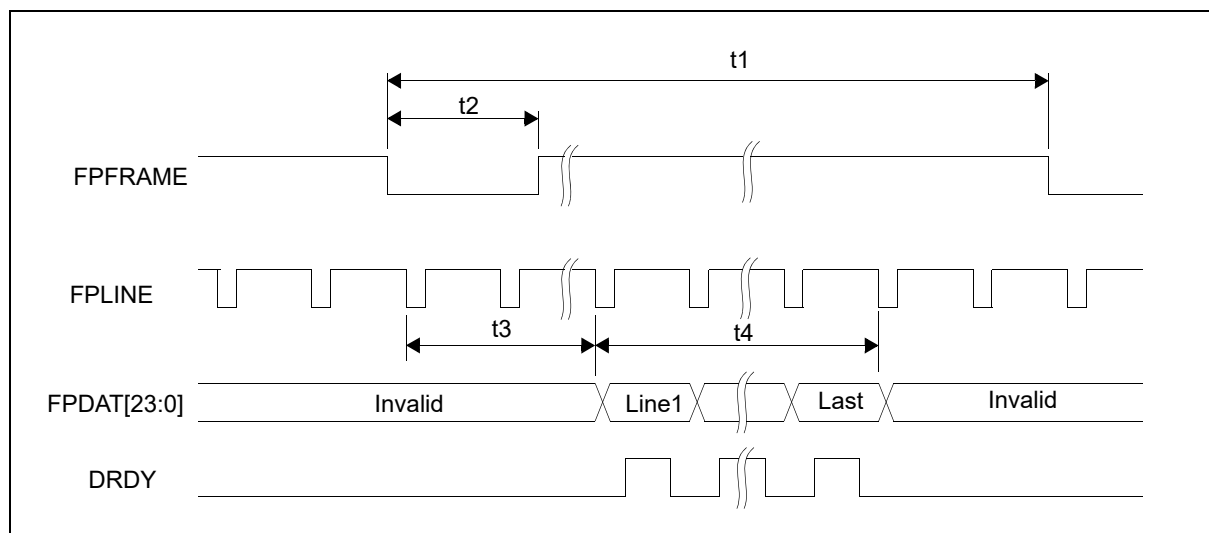 t1
t2
FPFRAME
FPLINE
t3
t4
FPDAT[23:0]
Invalid
Line1
Last
Invalid
DRDY